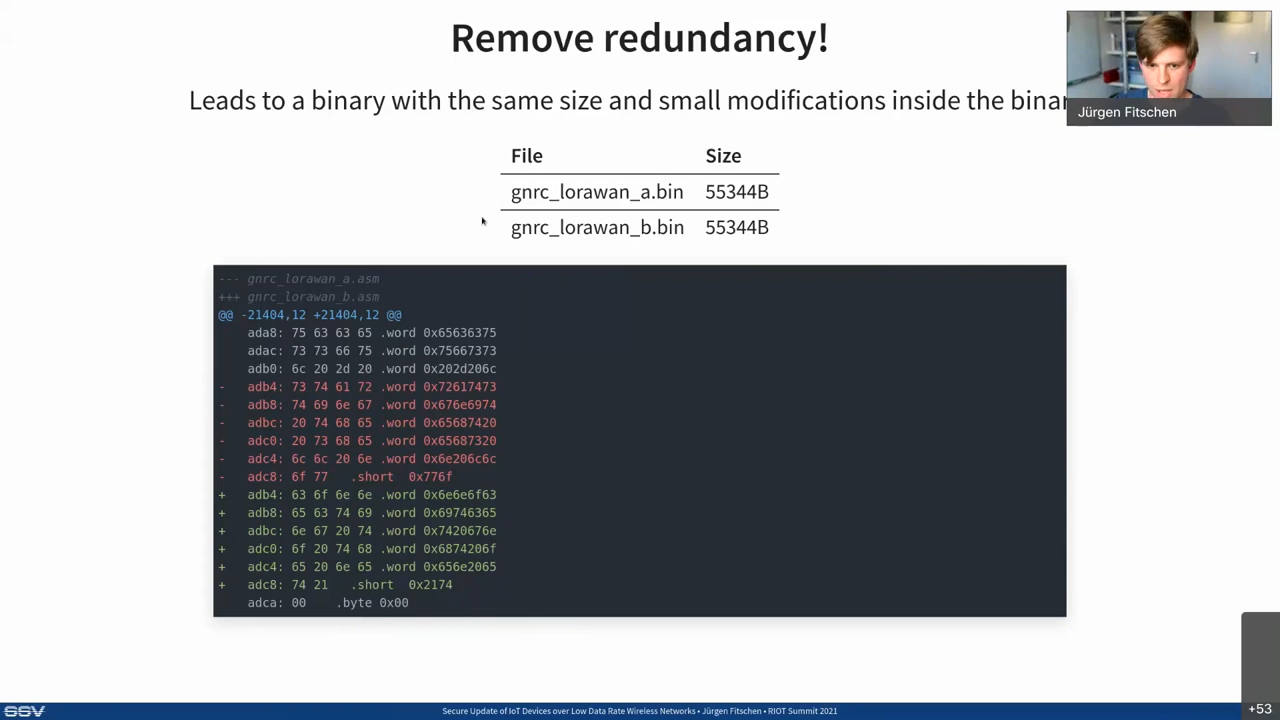 Remove redundancy!
Leads to a binary with the same size and small modifications inside the binar
Jürgen Fitschen
File Size
gnrc_lorawan_a.bin 55344B
gnrc_lorawan_b.bin 55344B
--- gnrc_lorawan_a.asm
+++ gnrc_lorawan_b.asm
@@ -21404,12 +21404,12 @@
ada8: 75 63 63 65 .word 0x65636375
adac: 73 73 66 75 .word 0x75667373
adb0: 6c 20 2d 20 .word 0x202d206c
- adb4: 73 74 61 72 .word 0x72617473
- adb8: 74 69 6e 67 .word 0x676e6974
- adbc: 20 74 68 65 .word 0x65687420
- adc0: 20 73 68 65 .word 0x65687320
- adc4: 6c 6c 20 6e .word 0x6e206c6c
- adc8: 6f 77 .short 0x776f
+ adb4: 63 6f 6e 6e .word 0x6e6e6f63
+ adb8: 65 63 74 69 .word 0x69746365
+ adbc: 6e 67 20 74 .word 0x7420676e
+ adc0: 6f 20 74 68 .word 0x6874206f
+ adc4: 65 20 6e 65 .word 0x656e2065
+ adc8: 74 21 .short 0x2174
adca: 00 .byte 0x00
SSV
Secure Update of IoT Devices over Low Data Rate Wireless Networks • Jürgen Fitschen • RIOT Summit 2021
+53